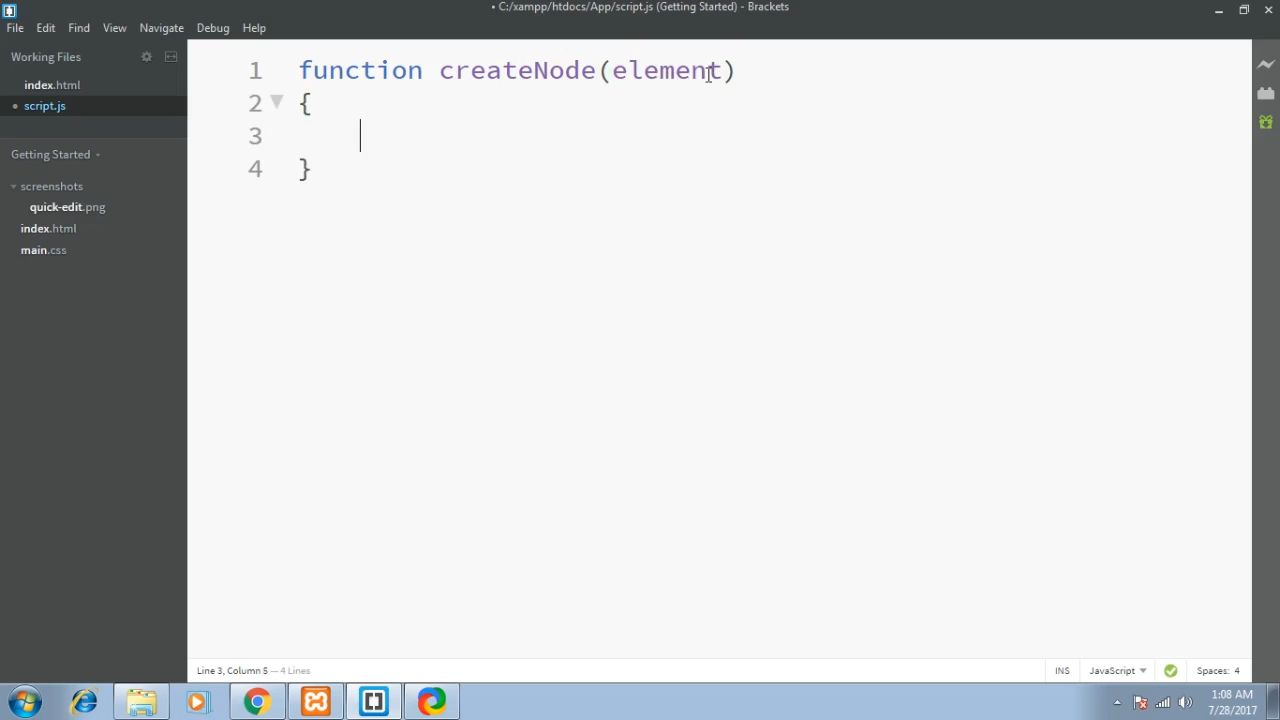 • C:/xampp/htdocs/App/script.js (Getting Started) - Brackets
File Edit Find View Navigate Debug Help
Working Files
index.html
• script.js
Getting Started
screenshots
quick-edit.png
index.html
main.css
1 function createNode(element)
2 {
3
4 }
Line 3, Column 5 — 4 Lines
INS JavaScript Spaces: 4
1:08 AM
7/28/2017